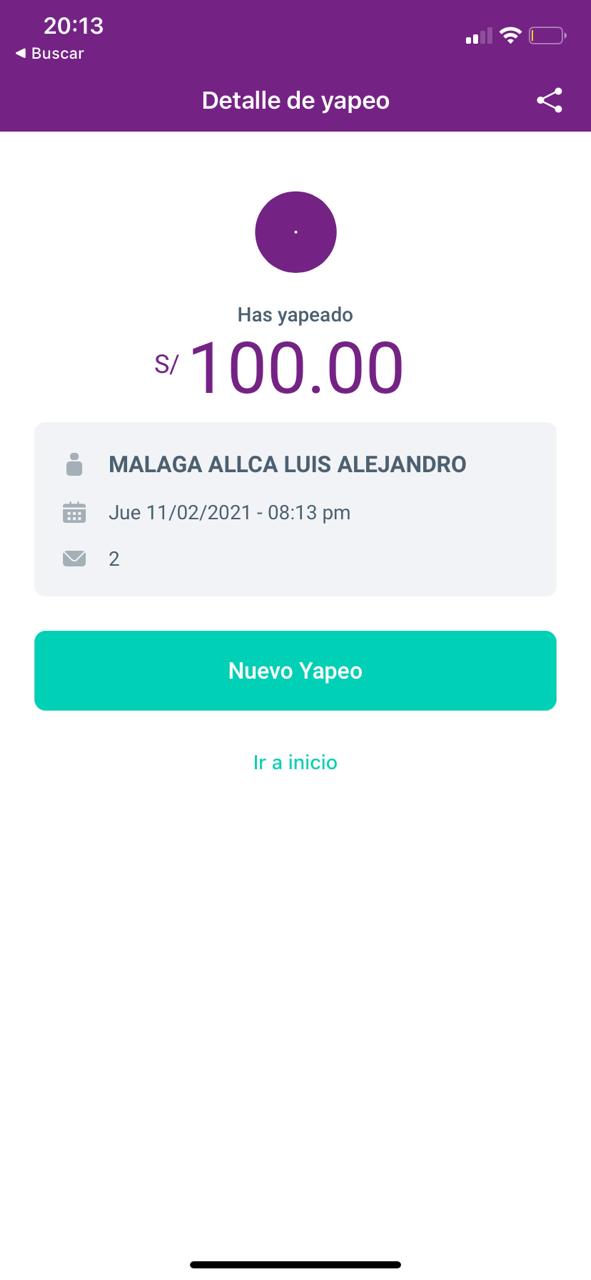 20:13
◀ Buscar
Detalle de yapeo
Has yapeado
S/ 100.00
MALAGA ALLCA LUIS ALEJANDRO
Jue 11/02/2021 - 08:13 pm
2
Nuevo Yapeo
Ir a inicio